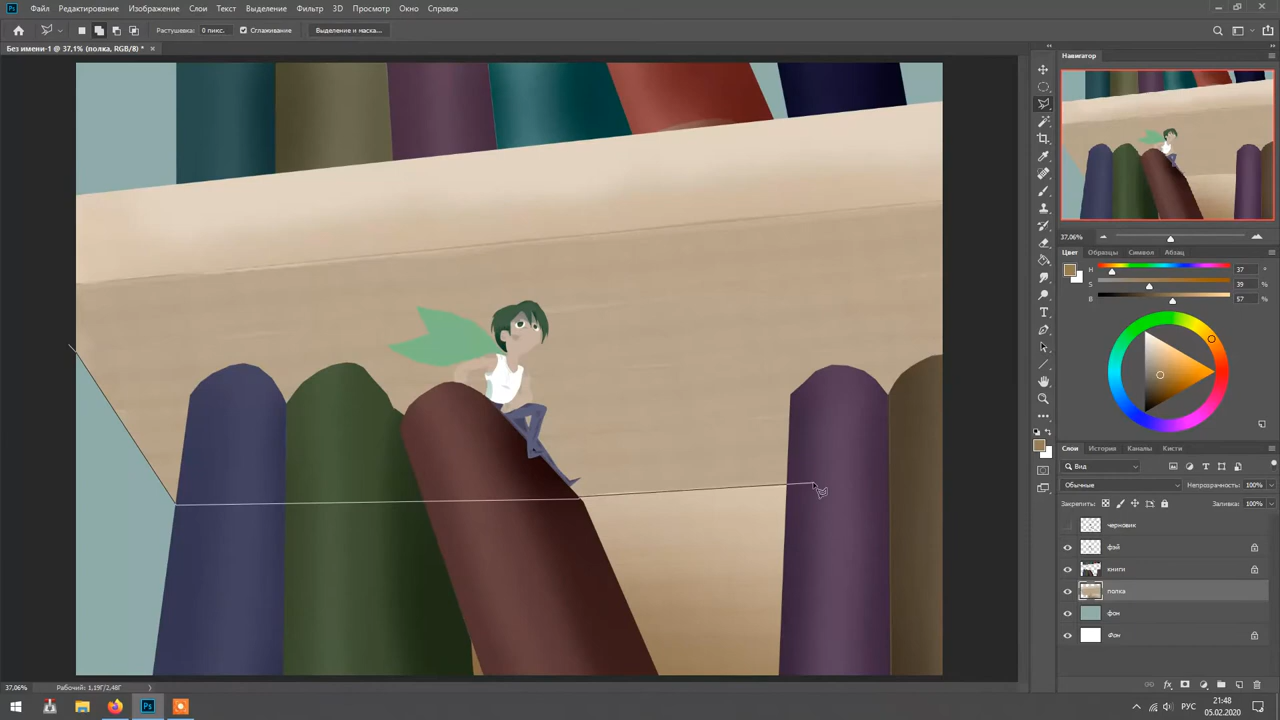 Файл Редактирование Изображение Слои Текст Выделение Фильтр 3D Просмотр Окно Справка
Растушевка: 0 пикс. Сглаживание Выделение и маска...
Без имени-1 @ 37,1% (полка, RGB/8) *
Навигатор
37,06%
Цвет Образцы Символ Абзац
H 37 °
S 39 %
B 57 %
Слои История Каналы Кисти
Вид
Обычные Непрозрачность: 100%
Закрепить: Заливка: 100%
черновик
фэй
книги
полка
фон
Фон
37,06% Рабочий: 1,19Г/2,48Г
РУС
21:48
05.02.2020